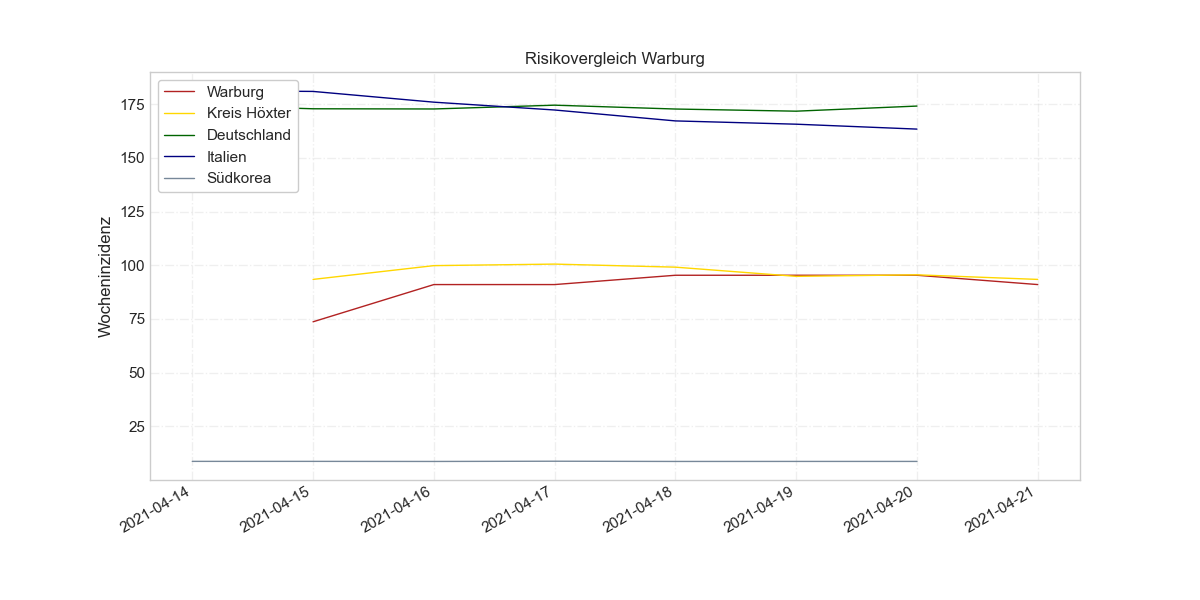 Risikovergleich Warburg
Warburg
Kreis Höxter
Deutschland
Italien
Südkorea
Wocheninzidenz
175
150
125
100
75
50
25
2021-04-14
2021-04-15
2021-04-16
2021-04-17
2021-04-18
2021-04-19
2021-04-20
2021-04-21